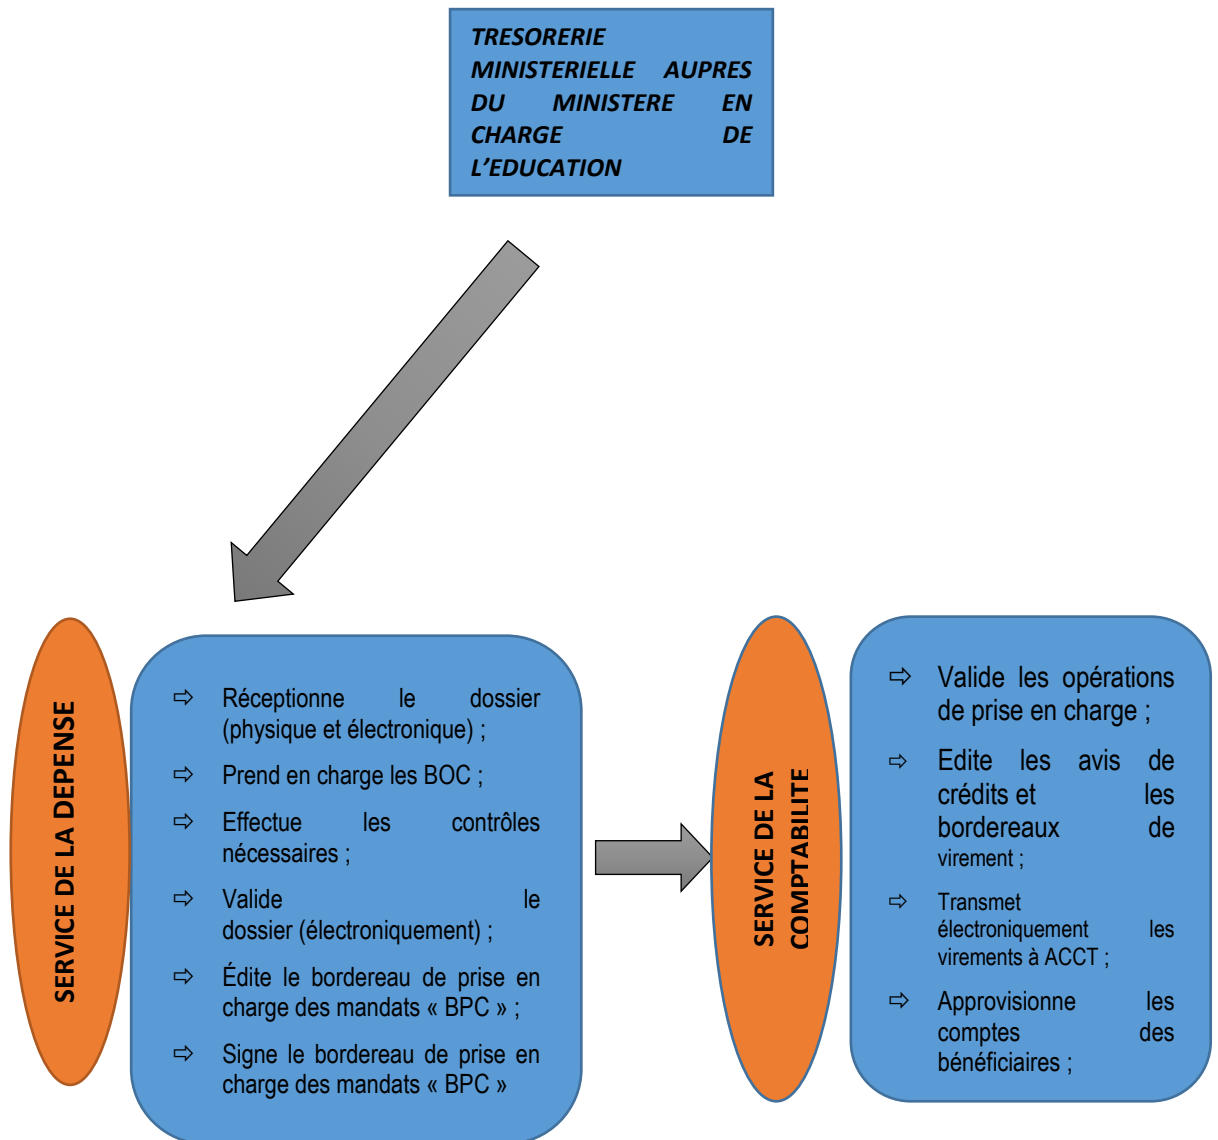 TRESORERIE
MINISTERIELLE AUPRES
DU MINISTERE EN
CHARGE DE
L’EDUCATION
SERVICE DE LA DEPENSE
⇨ Réceptionne le dossier
(physique et électronique) ;
⇨ Prend en charge les BOC ;
⇨ Effectue les contrôles
nécessaires ;
⇨ Valide le
dossier (électroniquement) ;
⇨ Édite le bordereau de prise en
charge des mandats « BPC » ;
⇨ Signe le bordereau de prise en
charge des mandats « BPC »
SERVICE DE LA
COMPTABILITE
⇨ Valide les opérations
de prise en charge ;
⇨ Edite les avis de
crédits et les
bordereaux de
virement ;
⇨ Transmet
électroniquement les
virements à ACCT ;
⇨ Approvisionne les
comptes des
bénéficiaires ;